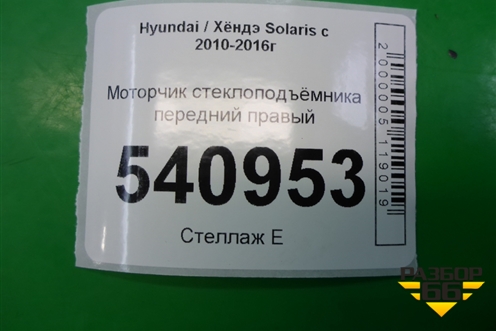 Hyundai / Хёндэ Solaris с
2010-2016г
Моторчик стеклоподъёмника
передний правый
540953
Стеллаж Е
2000005119019
РАЗБОР
66